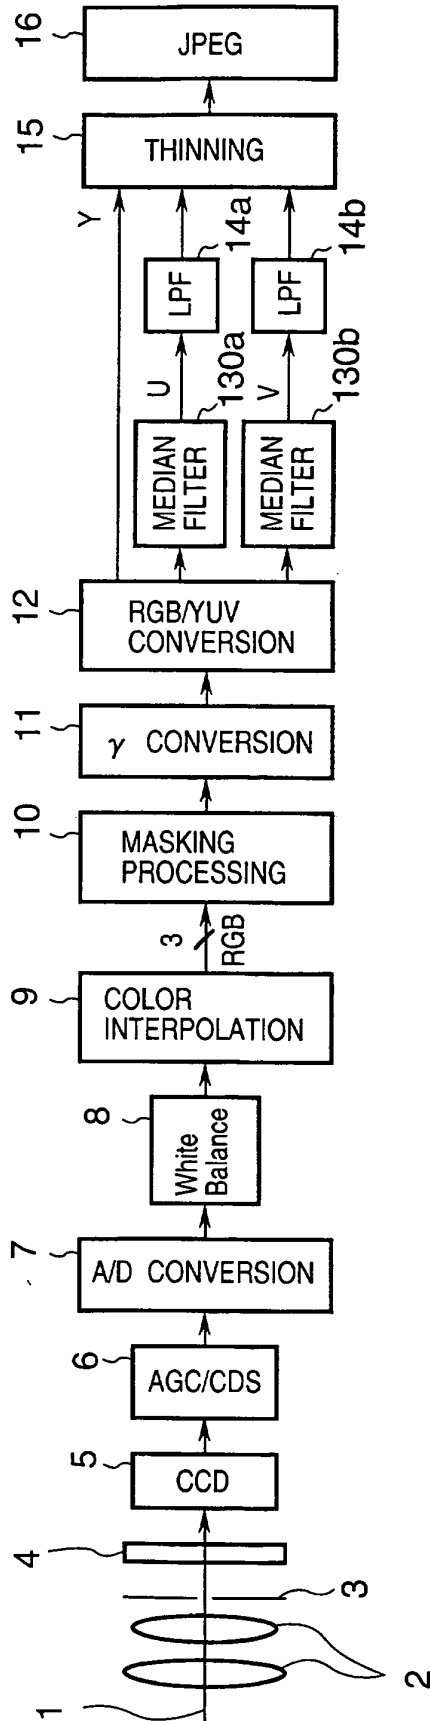 1
2
3
4
5
CCD
6
AGC/CDS
7
A/D CONVERSION
8
White
Balance
9
COLOR
INTERPOLATION
3
RGB
10
MASKING
PROCESSING
11
γ CONVERSION
12
RGB/YUV
CONVERSION
MEDIAN
FILTER
130a
MEDIAN
FILTER
130b
Y
U
V
LPF
14a
LPF
14b
15
THINNING
16
JPEG